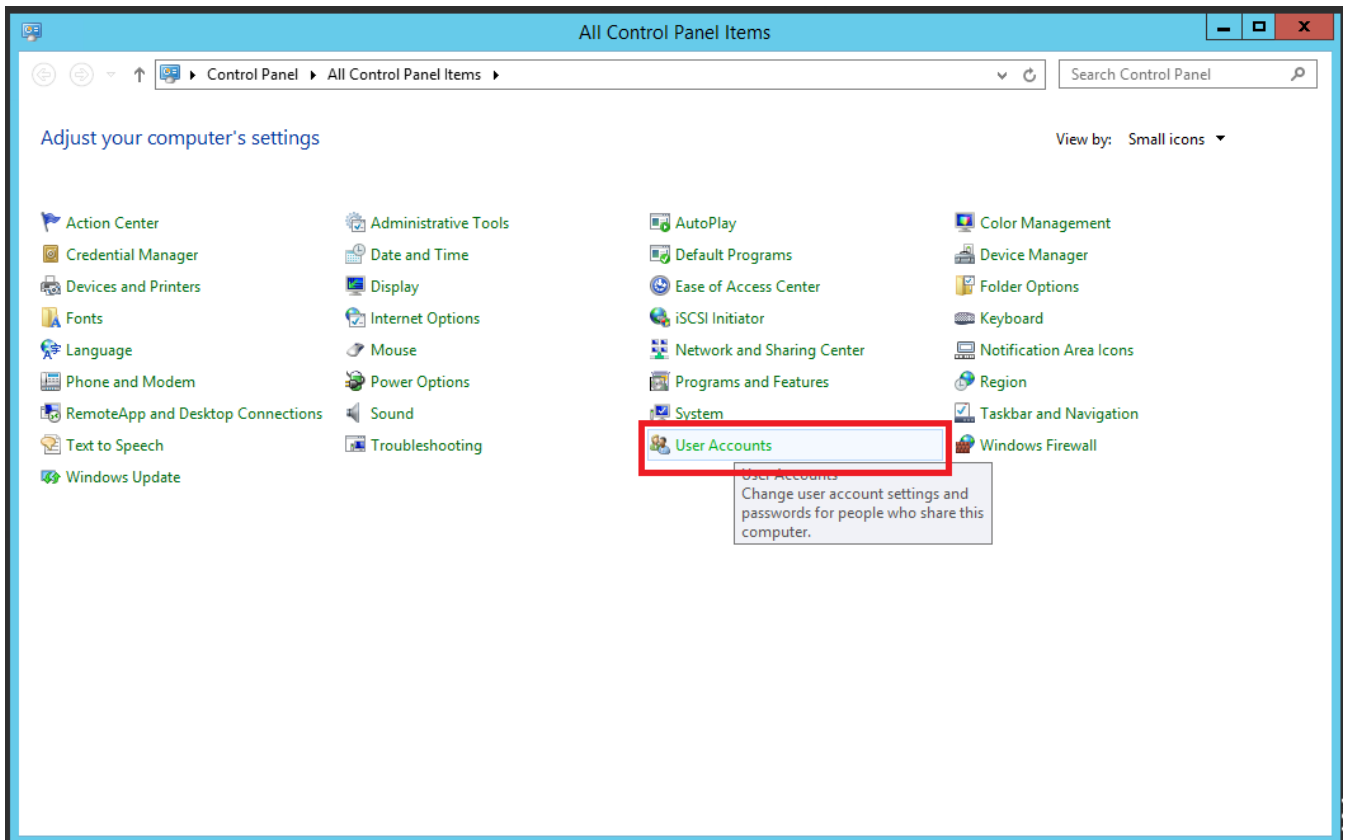 All Control Panel Items
Control Panel All Control Panel Items
Search Control Panel
Adjust your computer's settings
View by: Small icons
Action Center
Administrative Tools
AutoPlay
Color Management
Credential Manager
Date and Time
Default Programs
Device Manager
Devices and Printers
Display
Ease of Access Center
Folder Options
Fonts
Internet Options
iSCSI Initiator
Keyboard
Language
Mouse
Network and Sharing Center
Notification Area Icons
Phone and Modem
Power Options
Programs and Features
Region
RemoteApp and Desktop Connections
Sound
System
Taskbar and Navigation
Text to Speech
Troubleshooting
User Accounts
Windows Firewall
Windows Update
User Accounts
Change user account settings and
passwords for people who share this
computer.